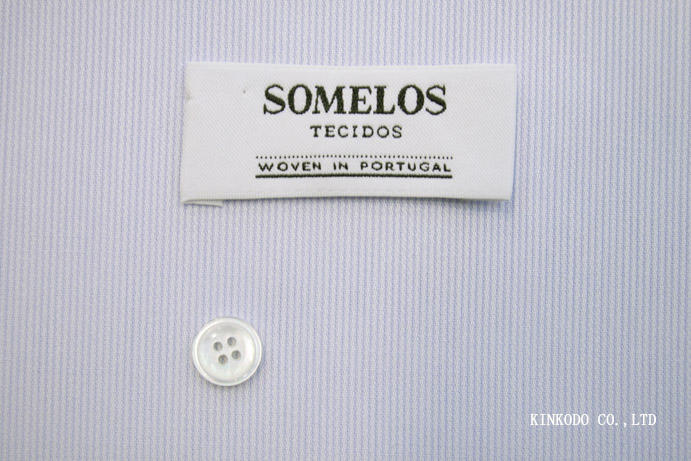 SOMELOS
TECIDOS
WOVEN IN PORTUGAL
KINKODO CO.,LTD